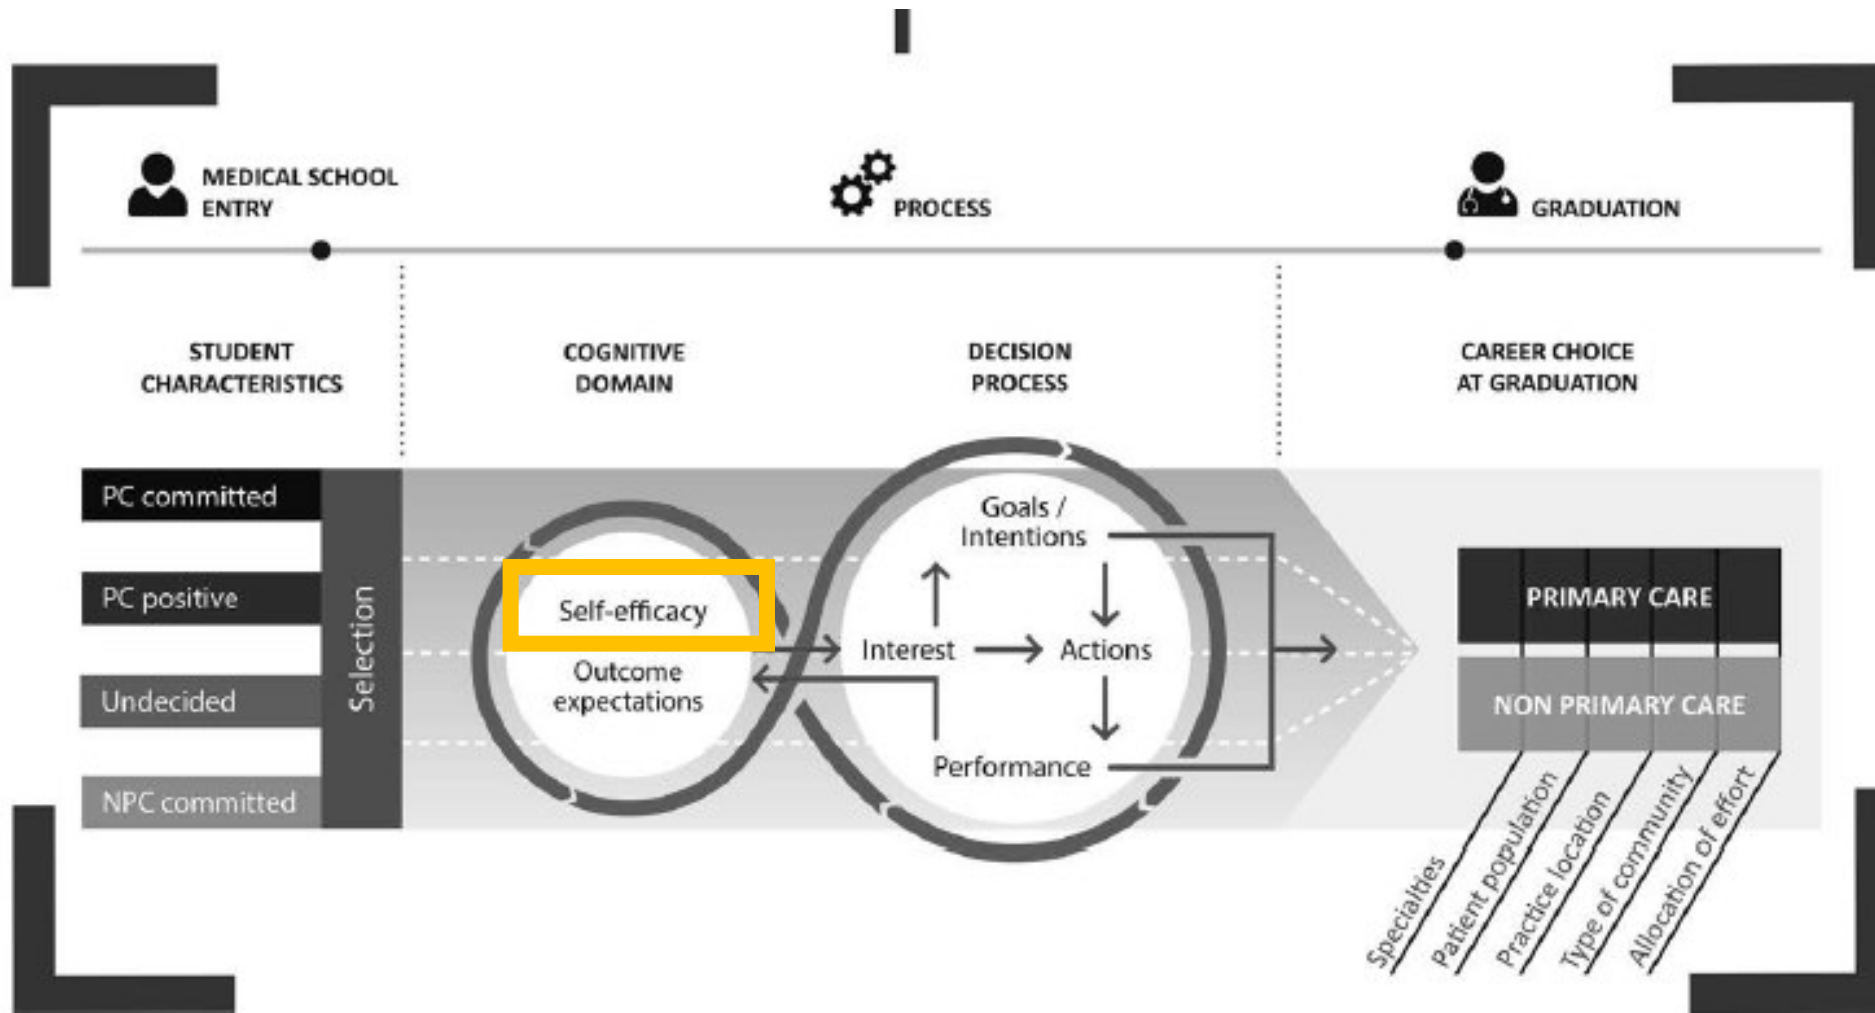 MEDICAL SCHOOL
ENTRY
PROCESS
GRADUATION
STUDENT
CHARACTERISTICS
COGNITIVE
DOMAIN
DECISION
PROCESS
CAREER CHOICE
AT GRADUATION
PC committed
PC positive
Undecided
NPC committed
Selection
Self-efficacy
Outcome
expectations
Goals /
Intentions
Interest
Actions
Performance
PRIMARY CARE
NON PRIMARY CARE
Specialties
Patient population
Practice location
Type of community
Allocation of effort